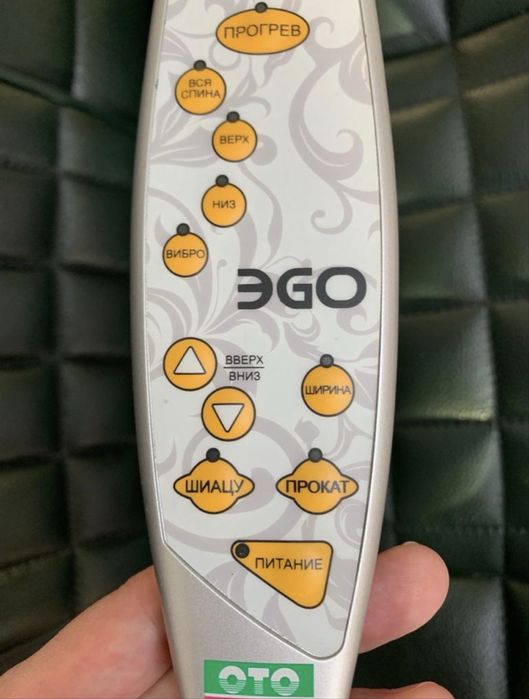 ПРОГРЕВ
ВСЯ
СПИНА
ВЕРХ
НИЗ
ВИБРО
ЭGO
ВВЕРХ
ВНИЗ
ШИРИНА
ШИАЦУ
ПРОКАТ
ПИТАНИЕ
OTO